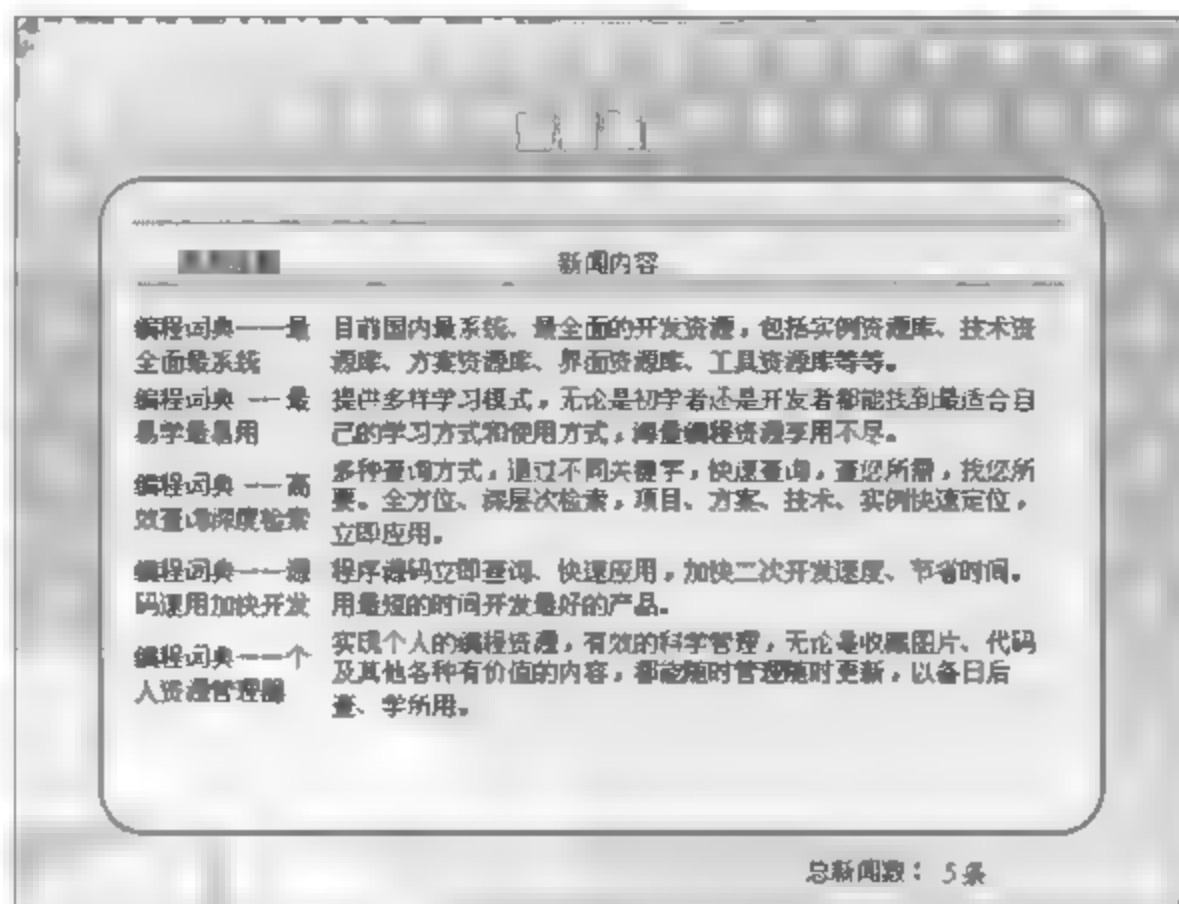 新闻内容
编程词典——最
全面最系统
目前国内最系统、最全面的开发资源，包括实例资源库、技术资
源库、方案资源库、界面资源库、工具资源库等等。
编程词典——最
易学最易用
提供多样学习模式，无论是初学者还是开发者都能找到最适合自
己的学习方式和使用方式，海量编程资源享用不尽。
编程词典——高
效查询深度检索
多种查询方式，通过不同关键字，快速查询，查您所需，找您所
要。全方位、深层次检索，项目、方案、技术、实例快速定位，
立即应用。
编程词典——源
码速用加快开发
程序源码立即查询、快速应用，加快二次开发速度、节省时间。
用最短的时间开发最好的产品。
编程词典——个
人资源管理器
实现个人的编程资源，有效的科学管理，无论是收藏图片、代码
及其他各种有价值的内容，都能随时管理随时更新，以备日后
查、学所用。
总新闻数：5条